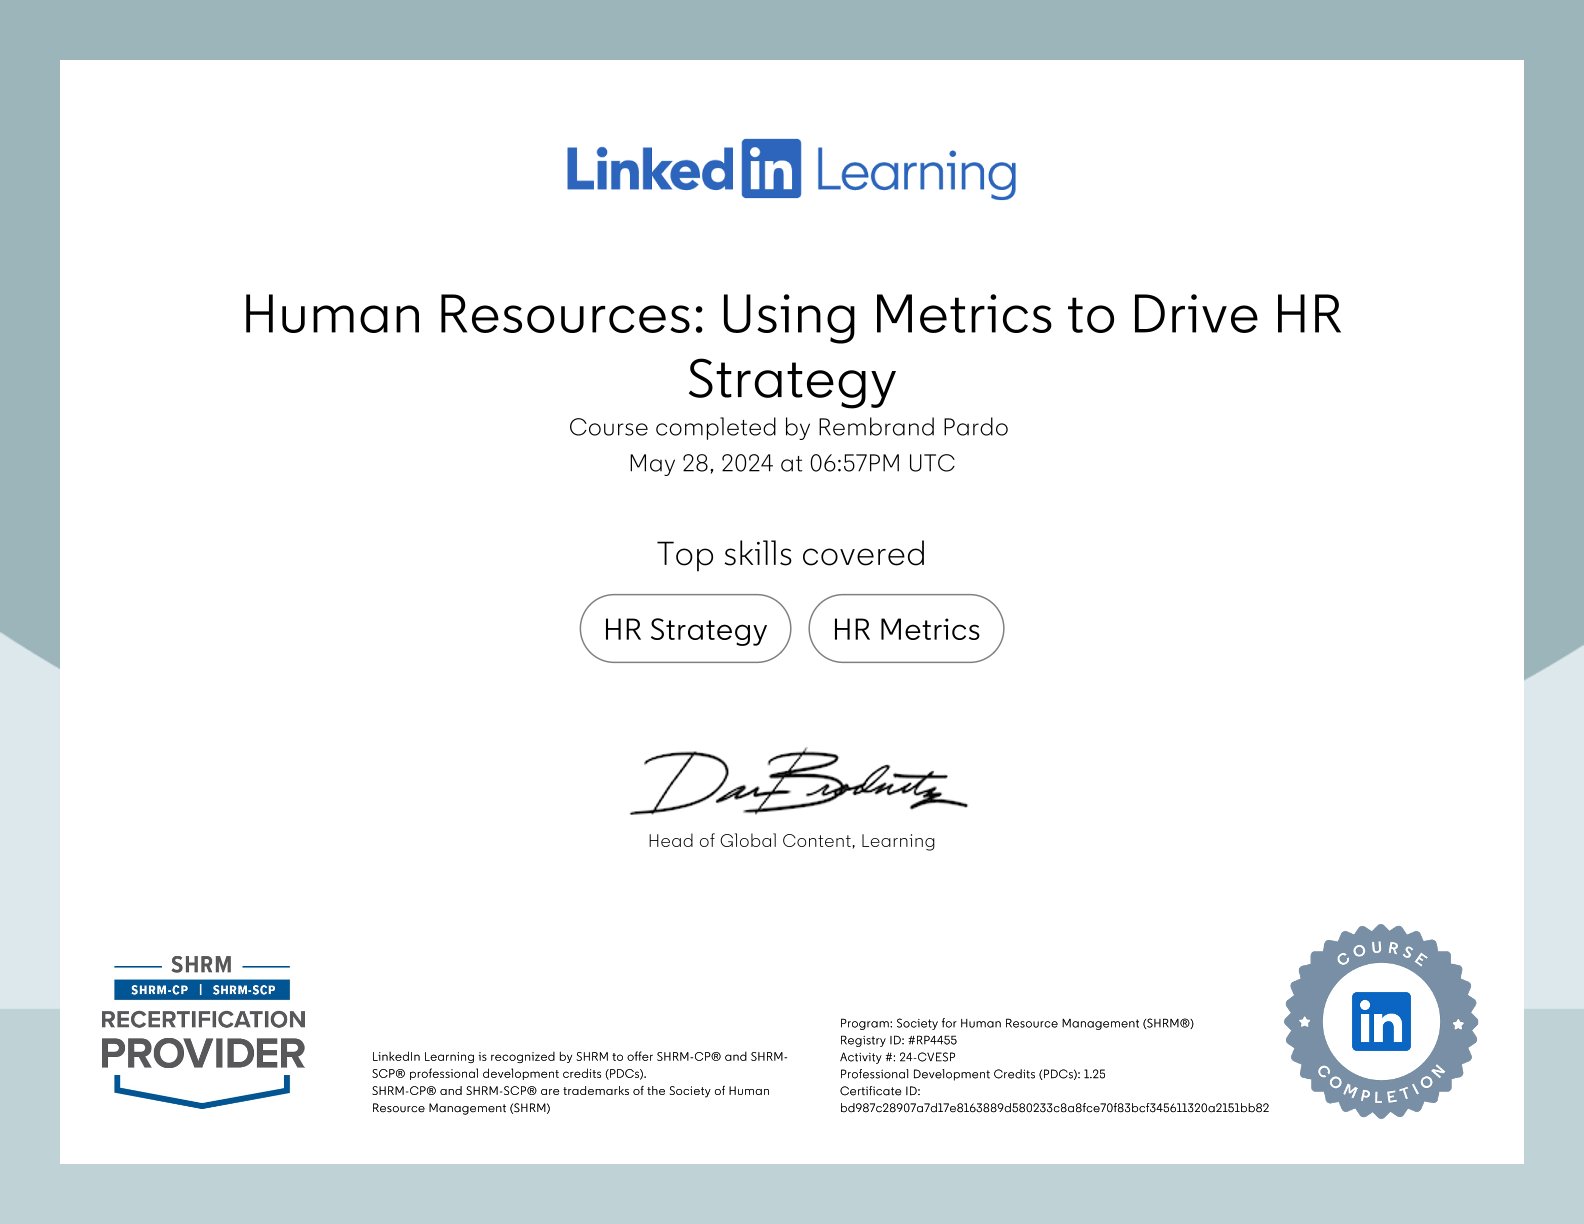 LinkedIn Learning
Human Resources: Using Metrics to Drive HR
Strategy
Course completed by Rembrand Pardo
May 28, 2024 at 06:57PM UTC
Top skills covered
HR Strategy
HR Metrics
Dan Brodnitz
Head of Global Content, Learning
SHRM
SHRM-CP | SHRM-SCP
RECERTIFICATION
PROVIDER
LinkedIn Learning is recognized by SHRM to offer SHRM-CP® and SHRM-
SCP® professional development credits (PDCs).
SHRM-CP® and SHRM-SCP® are trademarks of the Society of Human
Resource Management (SHRM)
Program: Society for Human Resource Management (SHRM®)
Registry ID: #RP4455
Activity #: 24-CVESP
Professional Development Credits (PDCs): 1.25
Certificate ID:
bd987c28907a7d17e8163889d580233c8a8fce70f83bcf345611320a2151bb82
COURSE
in
COMPLETION